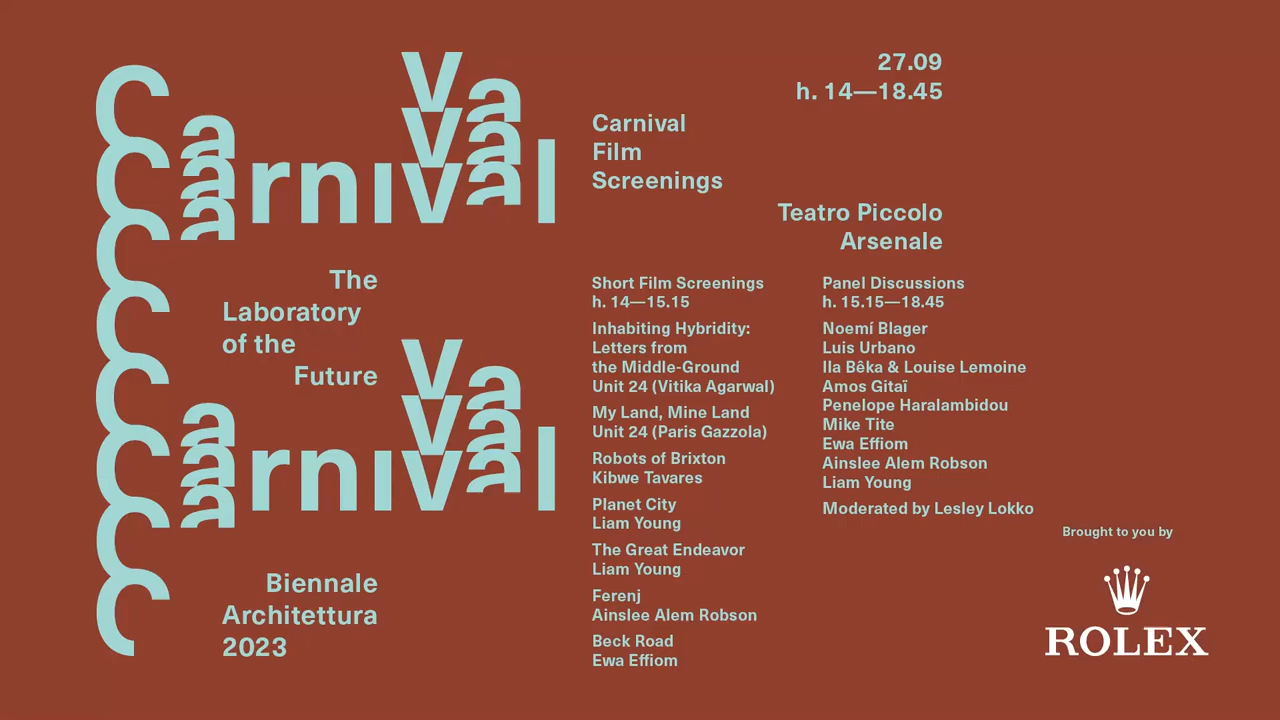 Carnival
The
Laboratory
of the
Future
Carnival
Biennale
Architettura
2023
27.09
h. 14—18.45
Carnival
Film
Screenings
Teatro Piccolo
Arsenale
Short Film Screenings
h. 14—15.15
Inhabiting Hybridity:
Letters from
the Middle-Ground
Unit 24 (Vitika Agarwal)
My Land, Mine Land
Unit 24 (Paris Gazzola)
Robots of Brixton
Kibwe Tavares
Planet City
Liam Young
The Great Endeavor
Liam Young
Ferenj
Ainslee Alem Robson
Beck Road
Ewa Effiom
Panel Discussions
h. 15.15—18.45
Noemí Blager
Luis Urbano
Ila Bêka & Louise Lemoine
Amos Gitaï
Penelope Haralambidou
Mike Tite
Ewa Effiom
Ainslee Alem Robson
Liam Young
Moderated by Lesley Lokko
Brought to you by
ROLEX